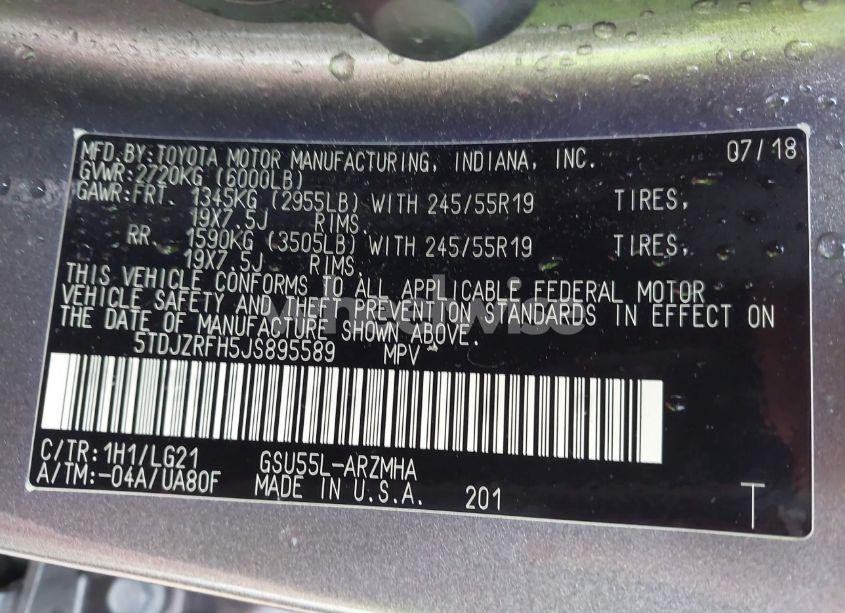 MFD.BY:TOYOTA MOTOR MANUFACTURING, INDIANA, INC. 07/18
GVWR:2720KG (6000LB)
GAWR:FRT. 1345KG (2955LB) WITH 245/55R19 TIRES,
19X7.5J RIMS,
RR. 1590KG (3505LB) WITH 245/55R19 TIRES,
19X7.5J RIMS,
THIS VEHICLE CONFORMS TO ALL APPLICABLE FEDERAL MOTOR
VEHICLE SAFETY AND THEFT PREVENTION STANDARDS IN EFFECT ON
THE DATE OF MANUFACTURE SHOWN ABOVE.
5TDJZRFH5JS895589 MPV
C/TR:1H1/LG21 GSU55L-ARZMHA
A/TM:-04A/UA80F MADE IN U.S.A. 201 T